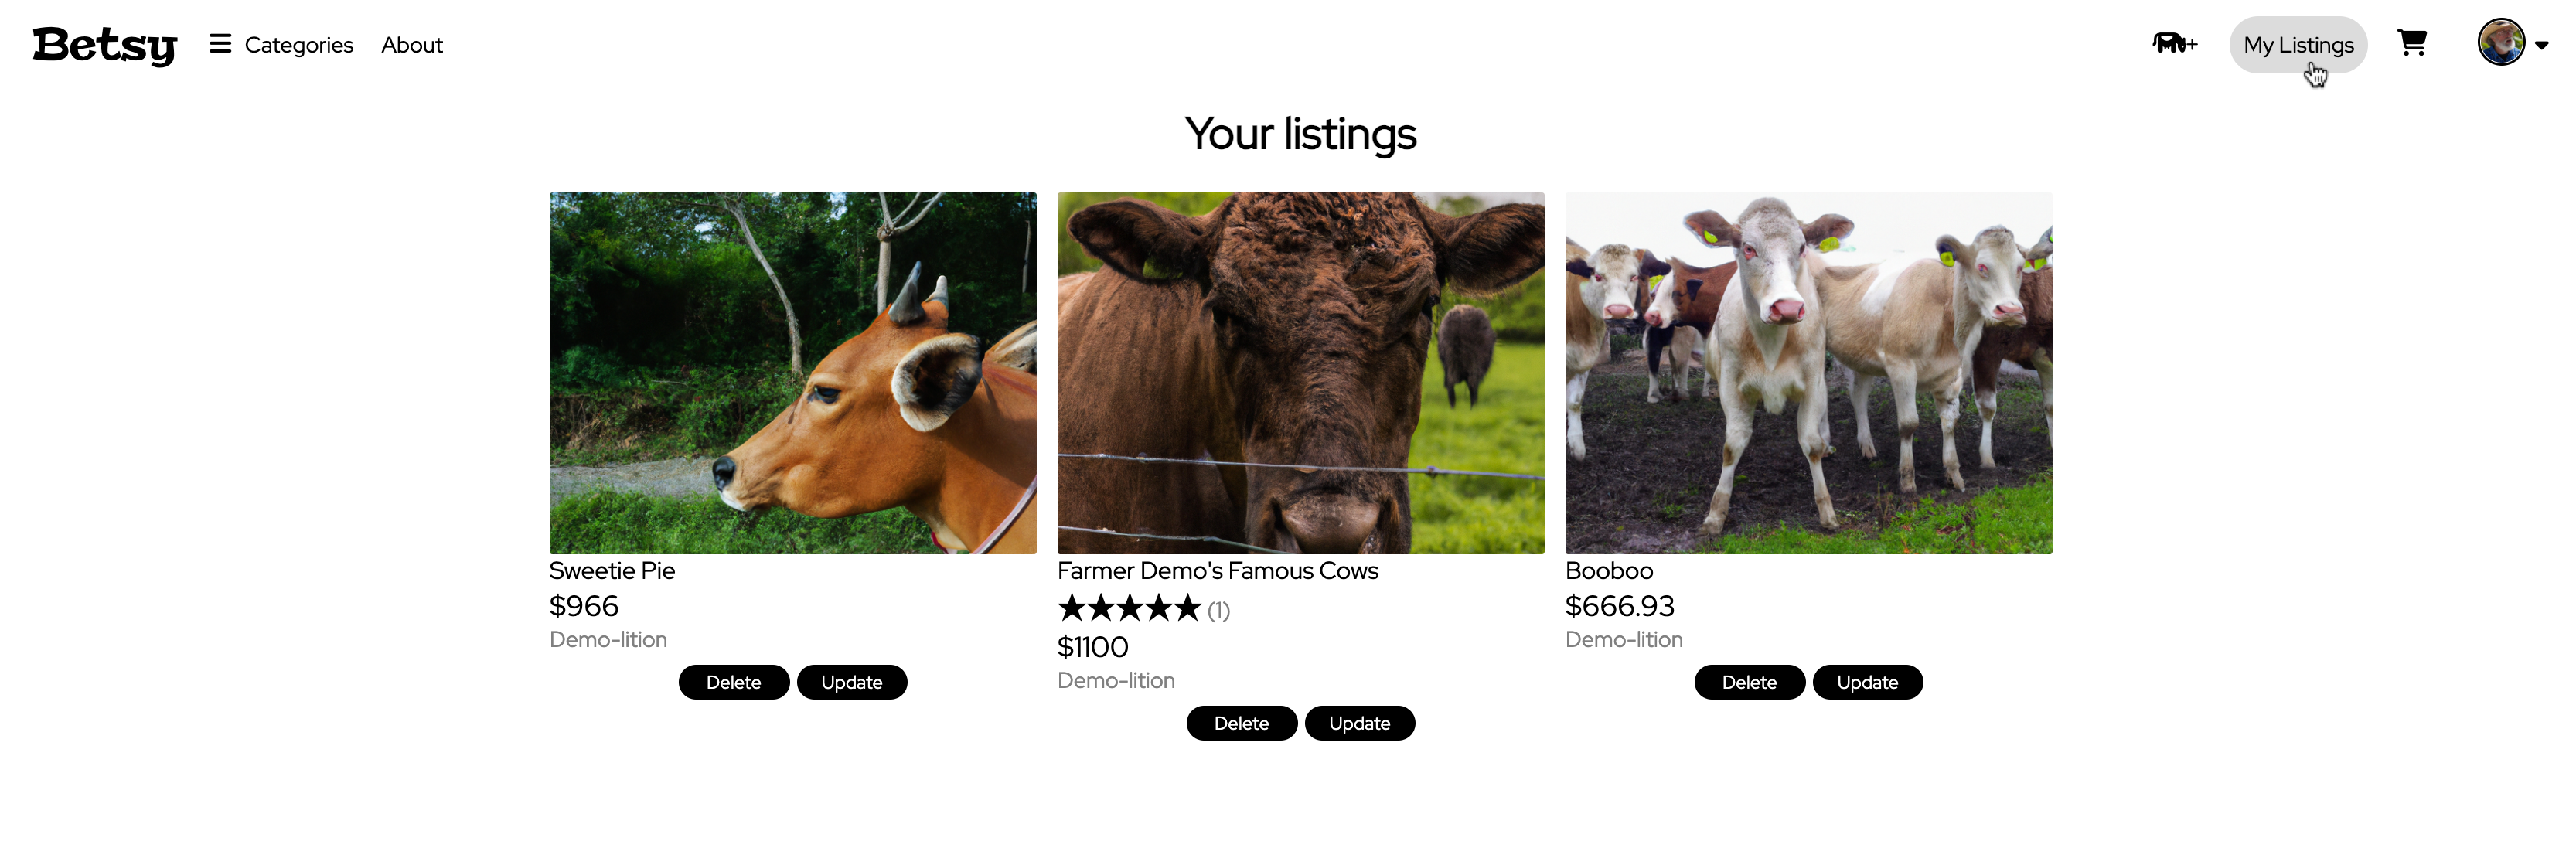 Betsy
Categories
About
+
My Listings
Your listings
Sweetie Pie
$966
Demo-lition
Delete
Update
Farmer Demo's Famous Cows
★★★★★ (1)
$1100
Demo-lition
Delete
Update
Booboo
$666.93
Demo-lition
Delete
Update